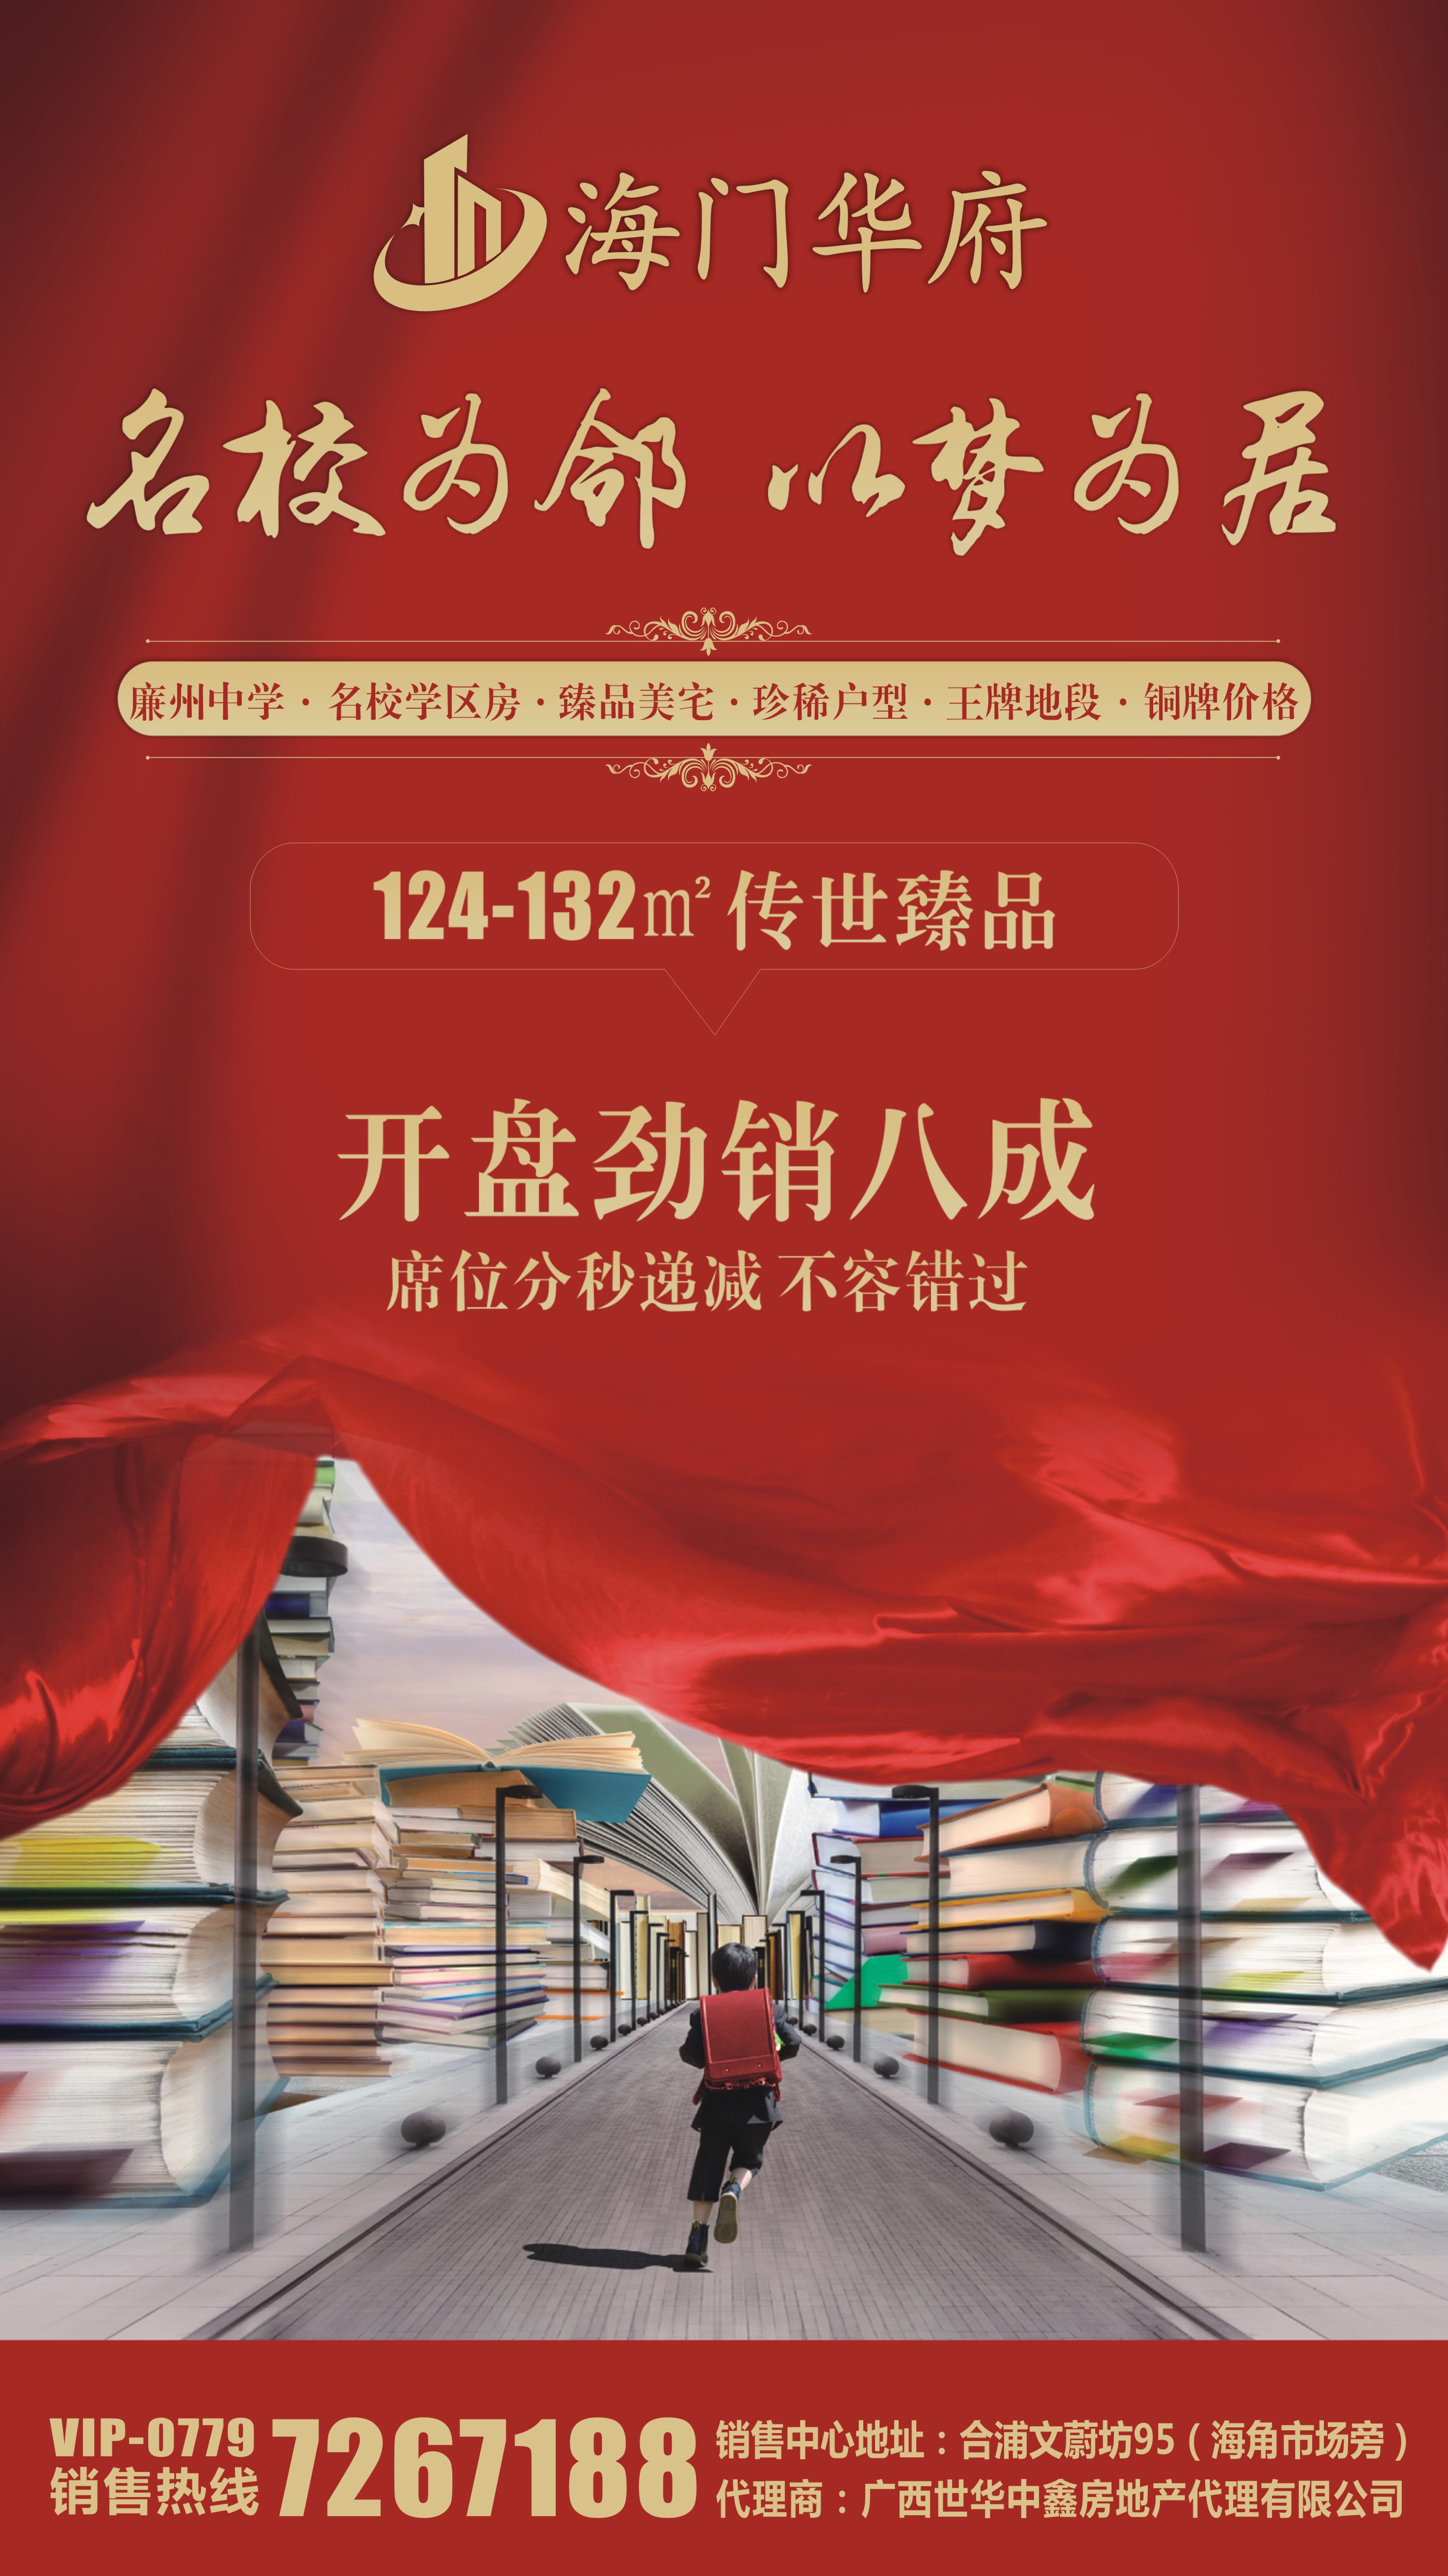 海门华府
名校为邻 以梦为居
廉州中学·名校学区房·臻品美宅·珍稀户型·王牌地段·铜牌价格
124-132㎡传世臻品
开盘劲销八成
席位分秒递减 不容错过
VIP-0779
销售热线
7267188
销售中心地址：合浦文蔚坊95（海角市场旁）
代理商：广西世华中鑫房地产代理有限公司